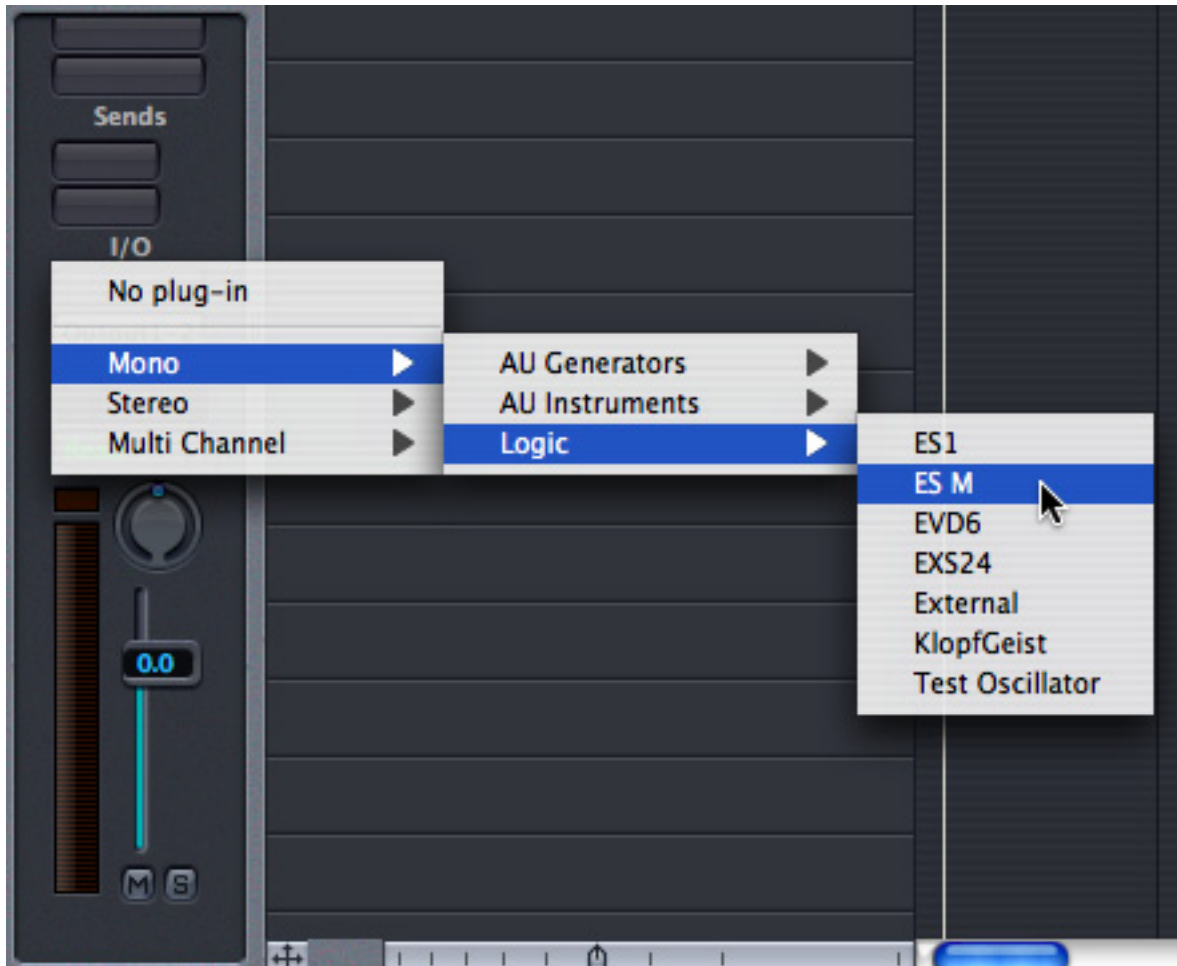 Sends
I/O
No plug-in
Mono
Stereo
Multi Channel
AU Generators
AU Instruments
Logic
ES1
ES M
EVD6
EXS24
External
KlopfGeist
Test Oscillator
0.0
M S